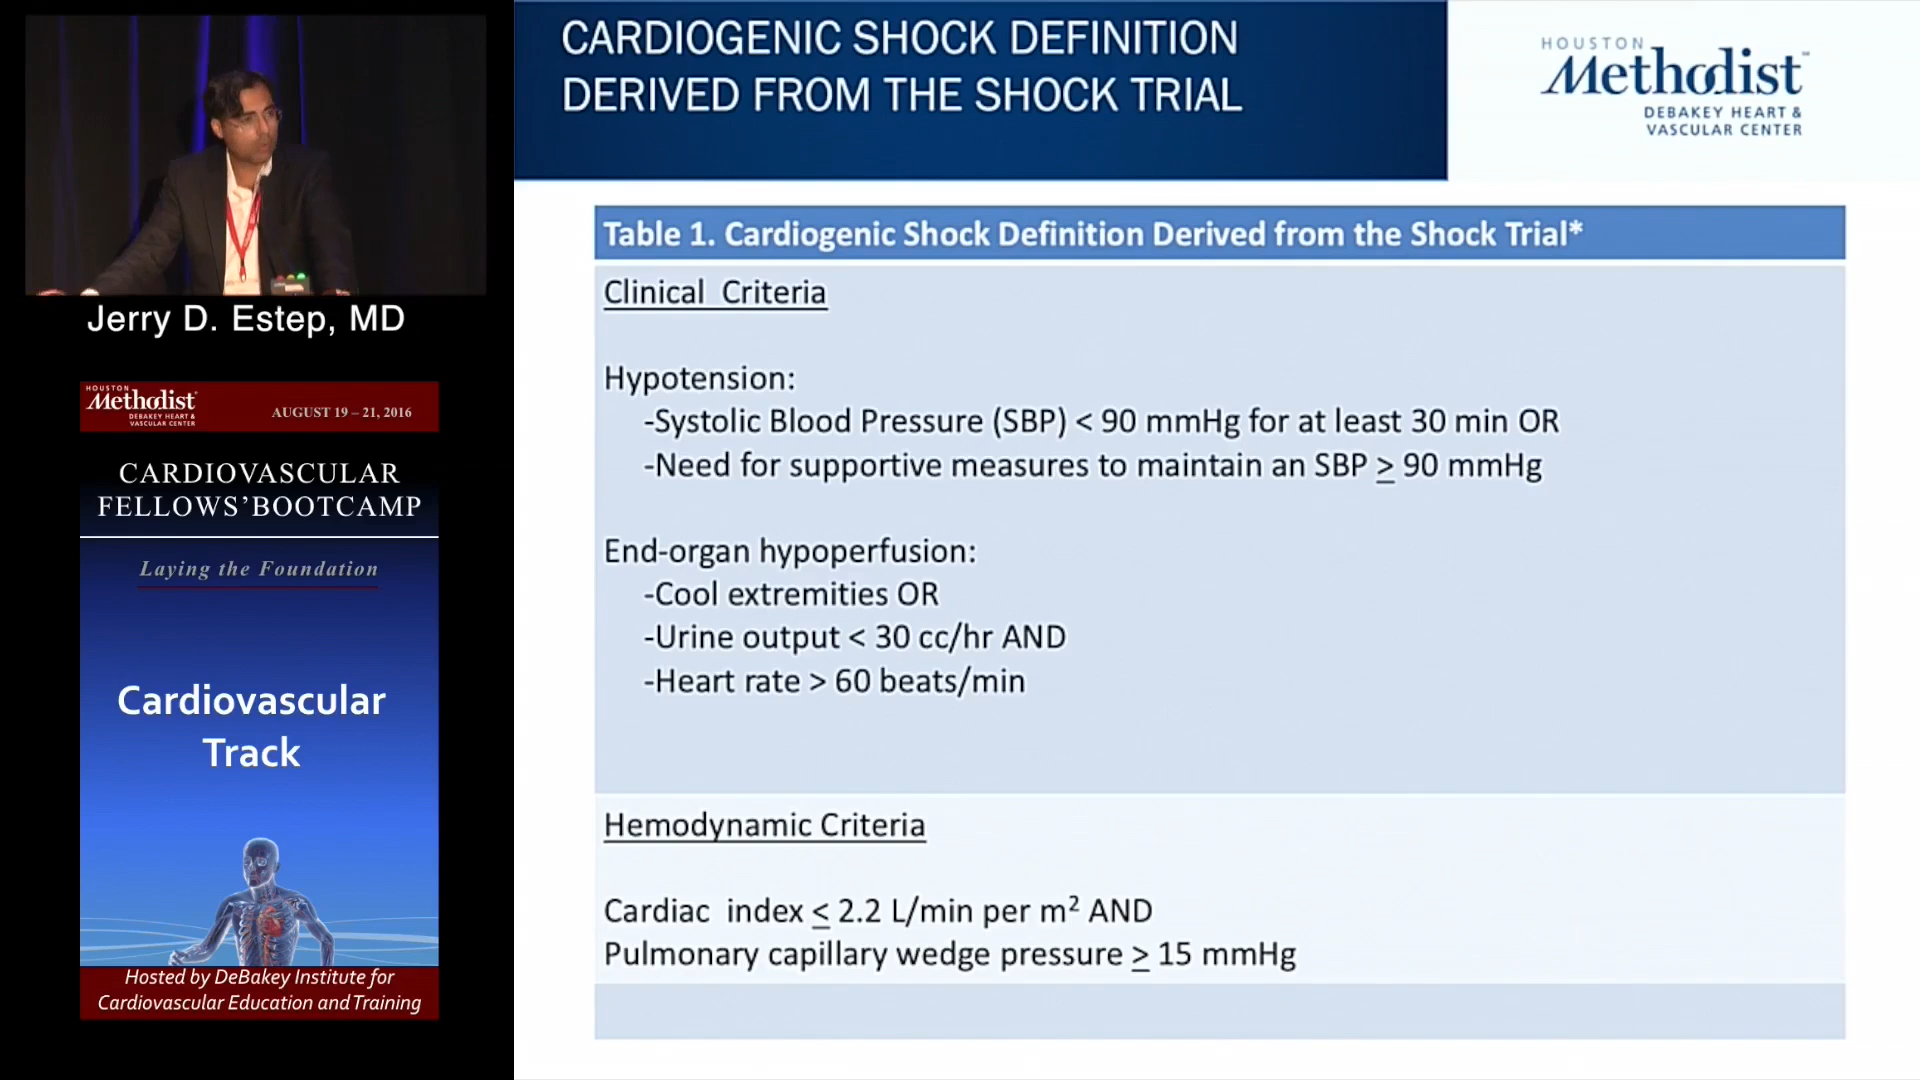 CARDIOGENIC SHOCK DEFINITION
DERIVED FROM THE SHOCK TRIAL
HOUSTON
Methodist
DEBAKEY HEART &
VASCULAR CENTER
Jerry D. Estep, MD
HOUSTON
Methodist
DEBAKEY HEART &
VASCULAR CENTER
AUGUST 19 – 21, 2016
CARDIOVASCULAR
FELLOWS’BOOTCAMP
Laying the Foundation
Cardiovascular
Track
Hosted by DeBakey Institute for
Cardiovascular Education and Training
Table 1. Cardiogenic Shock Definition Derived from the Shock Trial*
Clinical Criteria
Hypotension:
-Systolic Blood Pressure (SBP) < 90 mmHg for at least 30 min OR
-Need for supportive measures to maintain an SBP ≥ 90 mmHg
End-organ hypoperfusion:
-Cool extremities OR
-Urine output < 30 cc/hr AND
-Heart rate > 60 beats/min
Hemodynamic Criteria
Cardiac index ≤ 2.2 L/min per m² AND
Pulmonary capillary wedge pressure ≥ 15 mmHg